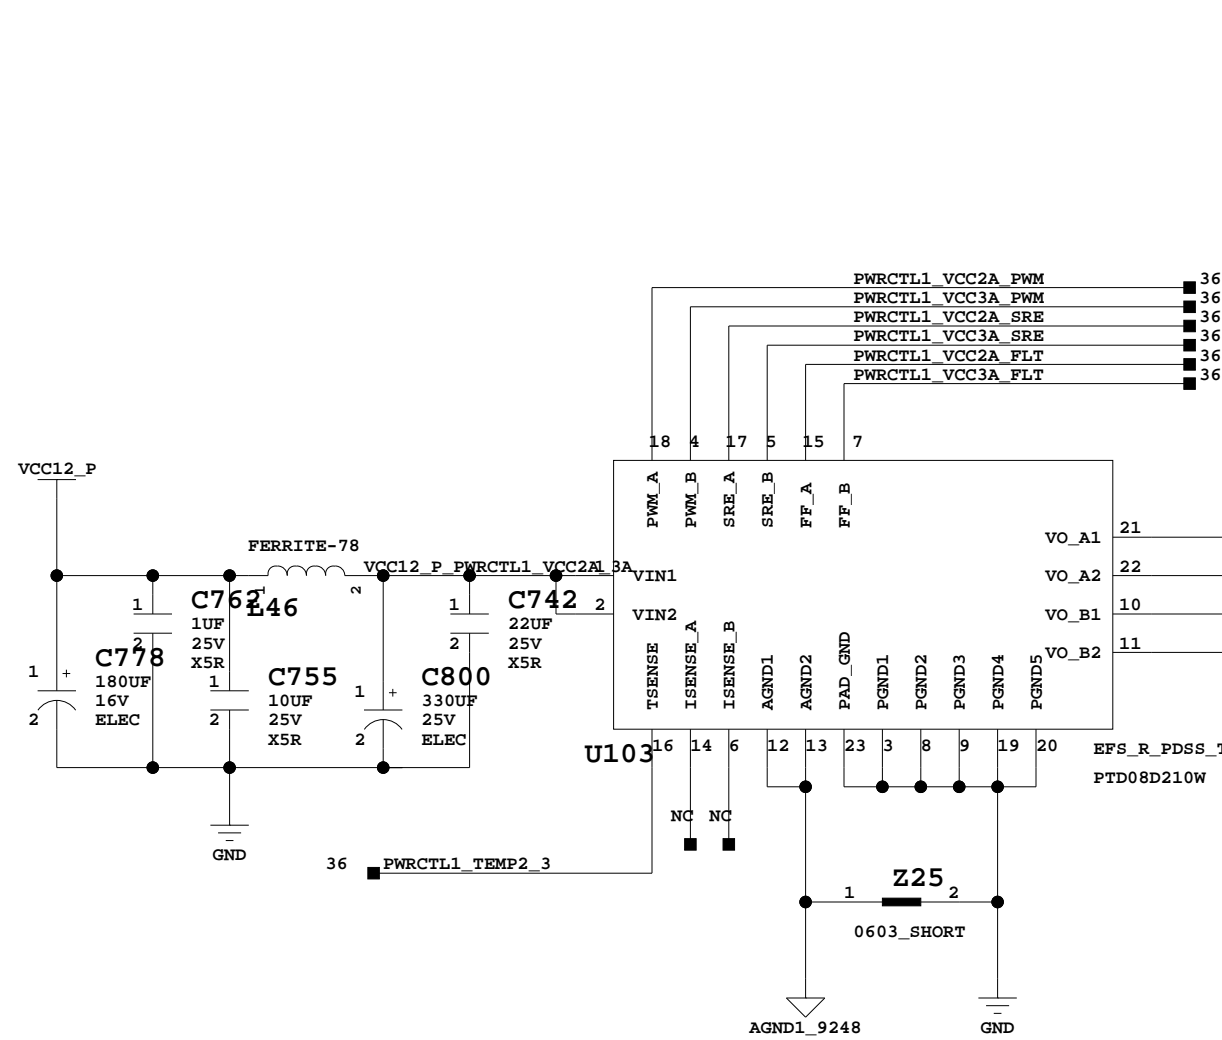 PWRCTL1_VCC2A_PWM 36
PWRCTL1_VCC3A_PWM 36
PWRCTL1_VCC2A_SRE 36
PWRCTL1_VCC3A_SRE 36
PWRCTL1_VCC2A_FLT 36
PWRCTL1_VCC3A_FLT 36
18 4 17 5 15 7
VCC12_P
PWM_A PWM_B SRE_A SRE_B FF_A FF_B
VO_A1 21
FERRITE-78
VCC12_P_PWRCTL1_VCC2A_3A
1 VIN1
VO_A2 22
1 2
L46
2 VIN2
VO_B1 10
VO_B2 11
1 C762
1UF
2 25V
X5R
1 C742
22UF
2 25V
X5R
C778
1 + 180UF
16V
2 ELEC
C755
1 10UF
2 25V
X5R
C800
1 + 330UF
25V
2 ELEC
TSENSE ISENSE_A ISENSE_B AGND1 AGND2 PAD_GND PGND1 PGND2 PGND3 PGND4 PGND5
U103
16 14 6 12 13 23 3 8 9 19 20
EFS_R_PDSS_T
PTD08D210W
NC NC
GND
36 PWRCTL1_TEMP2_3
Z25
1 2
0603_SHORT
AGND1_9248
GND